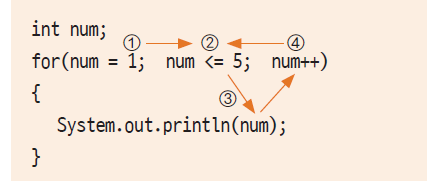 int num;
① ② ④
for(num = 1; num <= 5; num++)
{
③
System.out.println(num);
}